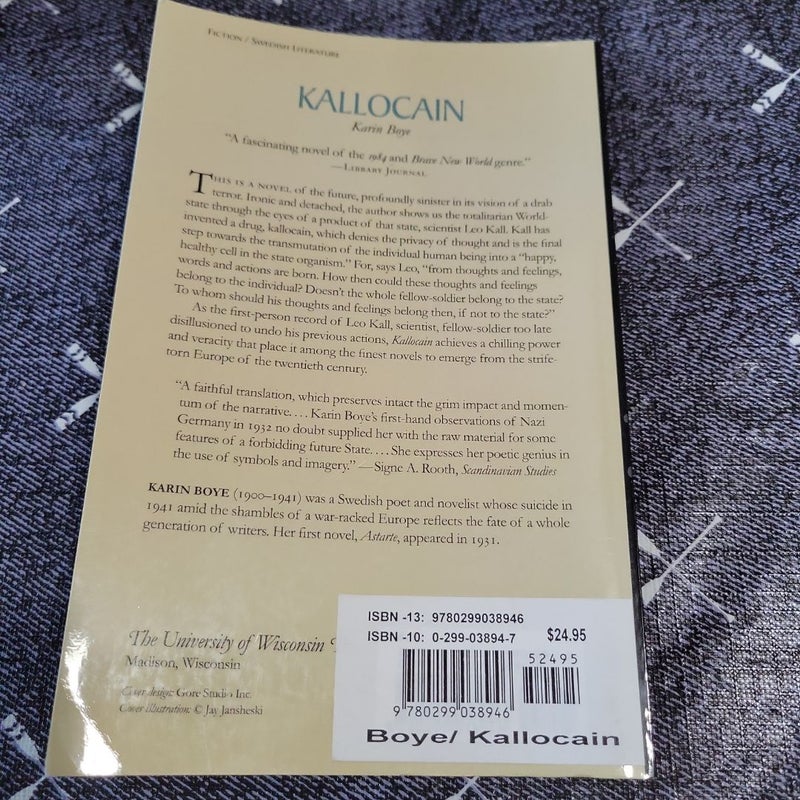 FICTION / SWEDISH LITERATURE
KALLOCAIN
Karin Boye
"A fascinating novel of the 1984 and Brave New World genre."
—LIBRARY JOURNAL
THIS IS A NOVEL of the future, profoundly sinister in its vision of a drab
terror. Ironic and detached, the author shows us the totalitarian World-
state through the eyes of a product of that state, scientist Leo Kall. Kall has
invented a drug, kallocain, which denies the privacy of thought and is the final
step towards the transmutation of the individual human being into a "happy,
healthy cell in the state organism." For, says Leo, "from thoughts and feelings,
words and actions are born. How then could these thoughts and feelings
belong to the individual? Doesn't the whole fellow-soldier belong to the state?
To whom should his thoughts and feelings belong then, if not to the state?"
As the first-person record of Leo Kall, scientist, fellow-soldier too late
disillusioned to undo his previous actions, Kallocain achieves a chilling power
and veracity that place it among the finest novels to emerge from the strife-
torn Europe of the twentieth century.
"A faithful translation, which preserves intact the grim impact and momen-
tum of the narrative. . . . Karin Boye's first-hand observations of Nazi
Germany in 1932 no doubt supplied her with the raw material for some
features of a forbidding future State. . . . She expresses her poetic genius in
the use of symbols and imagery." —Signe A. Rooth, Scandinavian Studies
KARIN BOYE (1900–1941) was a Swedish poet and novelist whose suicide in
1941 amid the shambles of a war-racked Europe reflects the fate of a whole
generation of writers. Her first novel, Astarte, appeared in 1931.
The University of Wisconsin
Madison, Wisconsin
Cover design: Gore Studio Inc.
Cover illustration: © Jay Jansheski
ISBN -13: 9780299038946
ISBN -10: 0-299-03894-7 $24.95
52495
9 780299 038946
Boye/ Kallocain